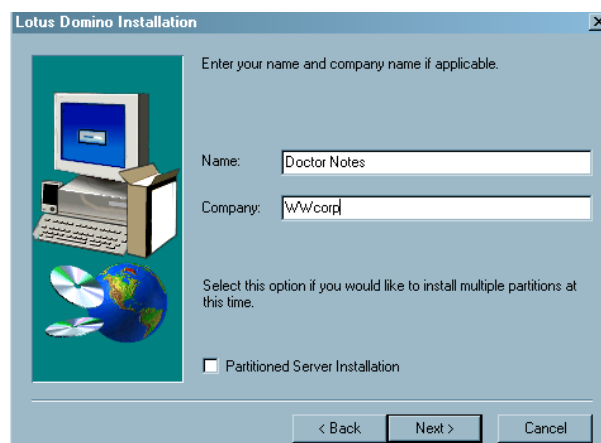 Lotus Domino Installation
Enter your name and company name if applicable.
Name: Doctor Notes
Company: WWcorp
Select this option if you would like to install multiple partitions at
this time.
Partitioned Server Installation
< Back Next > Cancel